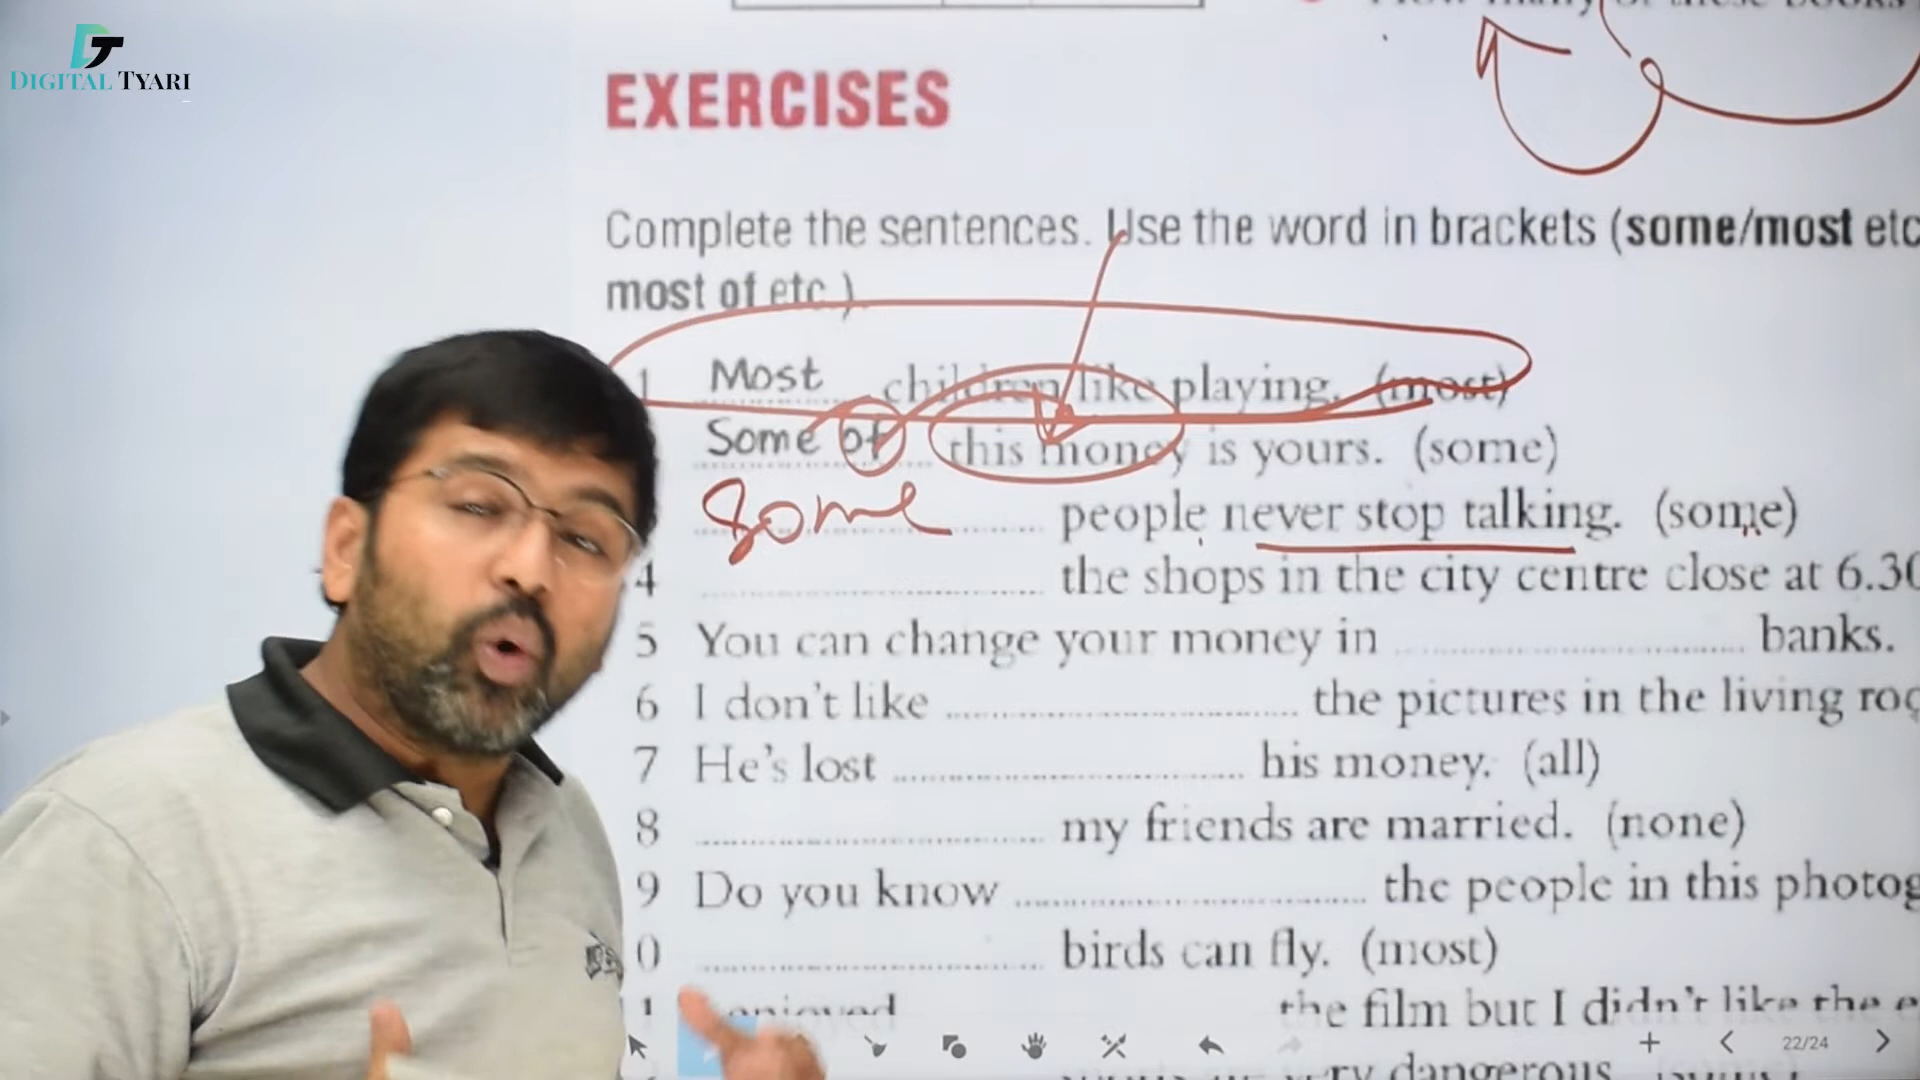 DIGITAL TYARI
EXERCISES
Complete the sentences. Use the word in brackets (some/most etc
most of etc.)
1 Most children like playing. (most)
Some of this money is yours. (some)
some people never stop talking. (some)
4 the shops in the city centre close at 6.30
5 You can change your money in banks.
6 I don't like the pictures in the living
7 He's lost his money. (all)
8 my friends are married. (none)
9 Do you know the people in this
0 birds can fly. (most)
enjoyed the film but I didn't like the
dangerous.
22/24